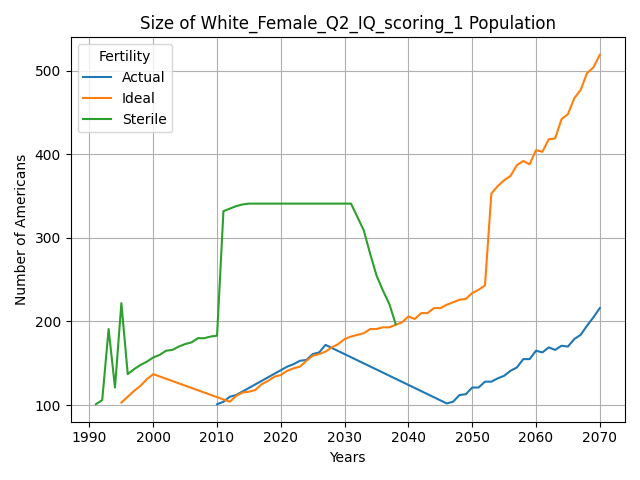 Size of White_Female_Q2_IQ_scoring_1 Population
Fertility
Actual
Ideal
Sterile
Number of Americans
500
400
300
200
100
1990 2000 2010 2020 2030 2040 2050 2060 2070
Years